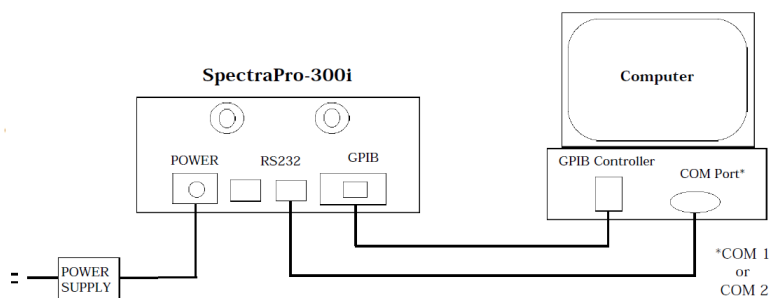 SpectraPro-300i
Computer
POWER
RS232
GPIB
GPIB Controller
COM Port*
POWER
SUPPLY
*COM 1
or
COM 2